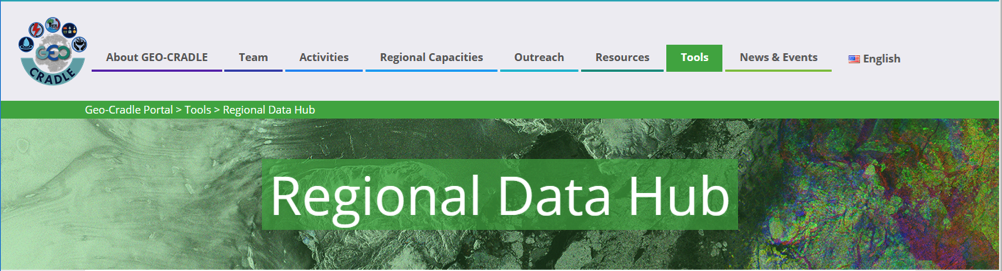 GEO
CRADLE
About GEO-CRADLE Team Activities Regional Capacities Outreach Resources Tools News & Events English
Geo-Cradle Portal > Tools > Regional Data Hub
Regional Data Hub